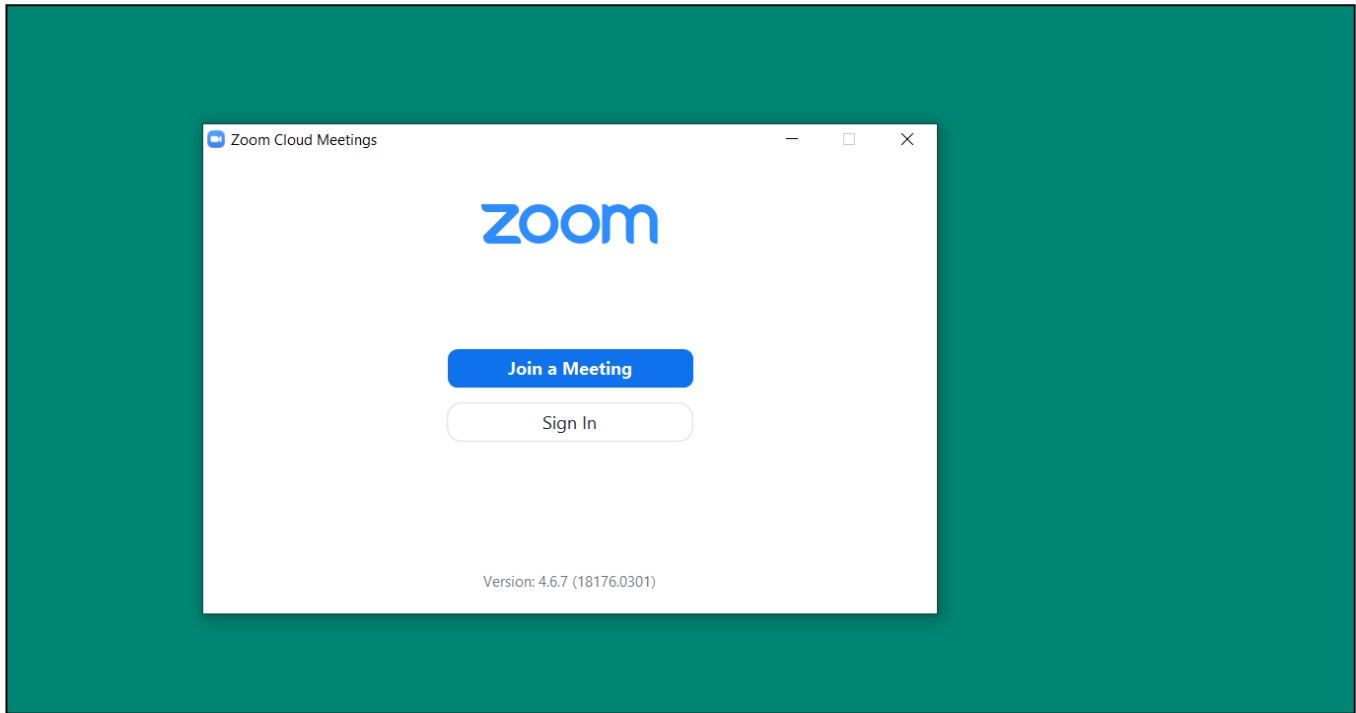 Zoom Cloud Meetings
zoom
Join a Meeting
Sign In
Version: 4.6.7 (18176.0301)